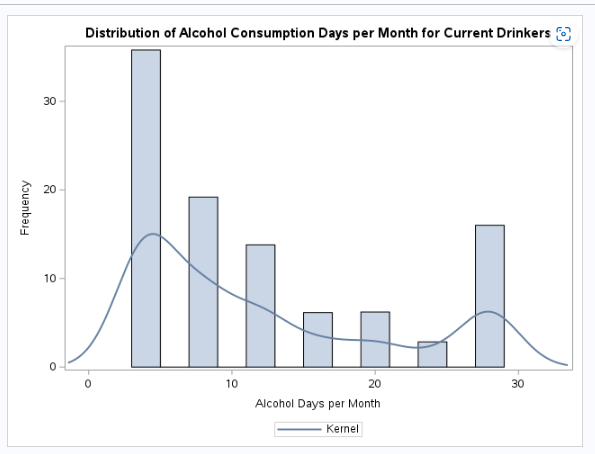 Distribution of Alcohol Consumption Days per Month for Current Drinkers
30
20
10
0
Frequency
0 10 20 30
Alcohol Days per Month
Kernel